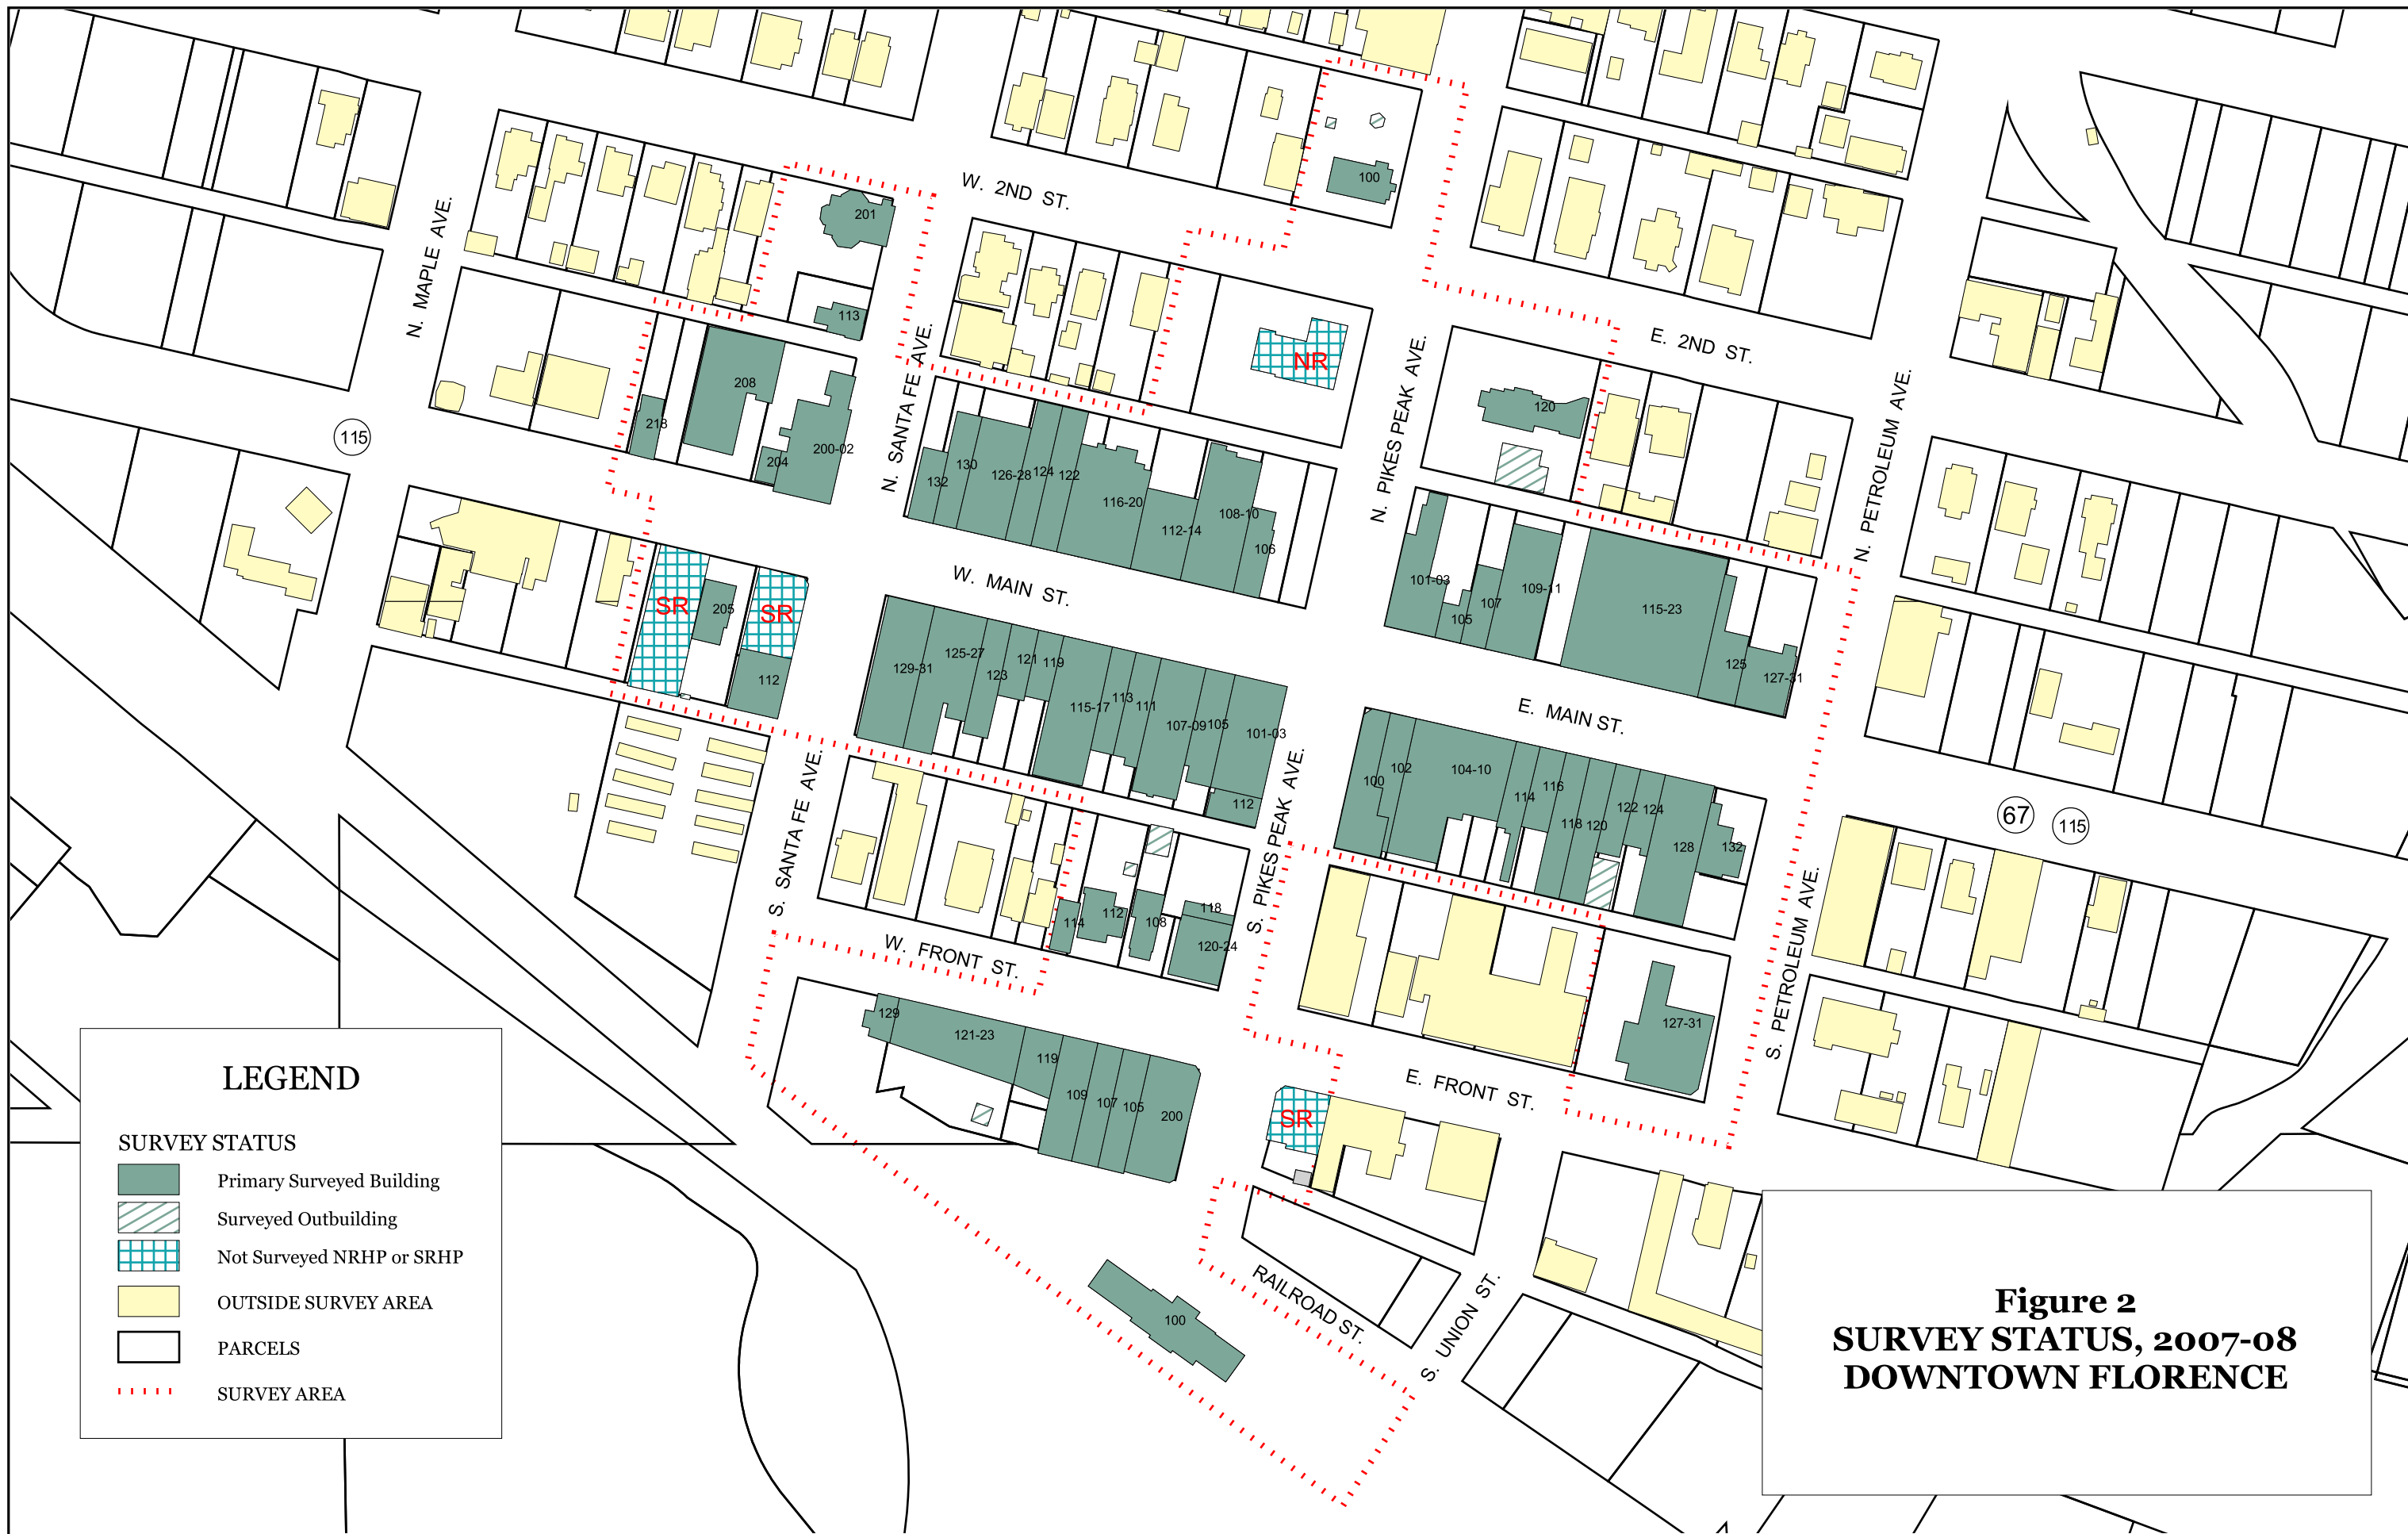 100
W. 2ND ST.
201
N. MAPLE AVE.
113
N. SANTA FE AVE.
NR
N. PIKES PEAK AVE.
E. 2ND ST.
N. PETROLEUM AVE.
208
218
204
200-02
120
115
132
130
126-28
124
122
116-20
112-14
108-10
106
101-03
105
107
109-11
115-23
125
127-31
W. MAIN ST.
SR
205
SR
112
129-31
125-27
123
121
119
115-17
113
111
107-09
105
101-03
112
E. MAIN ST.
100
102
104-10
114
116
118
120
122
124
128
132
67
115
S. SANTA FE AVE.
S. PIKES PEAK AVE.
S. PETROLEUM AVE.
114
112
108
118
120-24
W. FRONT ST.
129
121-23
119
109
107
105
200
127-31
E. FRONT ST.
SR
RAILROAD ST.
S. UNION ST.
100
LEGEND
SURVEY STATUS
Primary Surveyed Building
Surveyed Outbuilding
Not Surveyed NRHP or SRHP
OUTSIDE SURVEY AREA
PARCELS
SURVEY AREA
Figure 2
SURVEY STATUS, 2007-08
DOWNTOWN FLORENCE